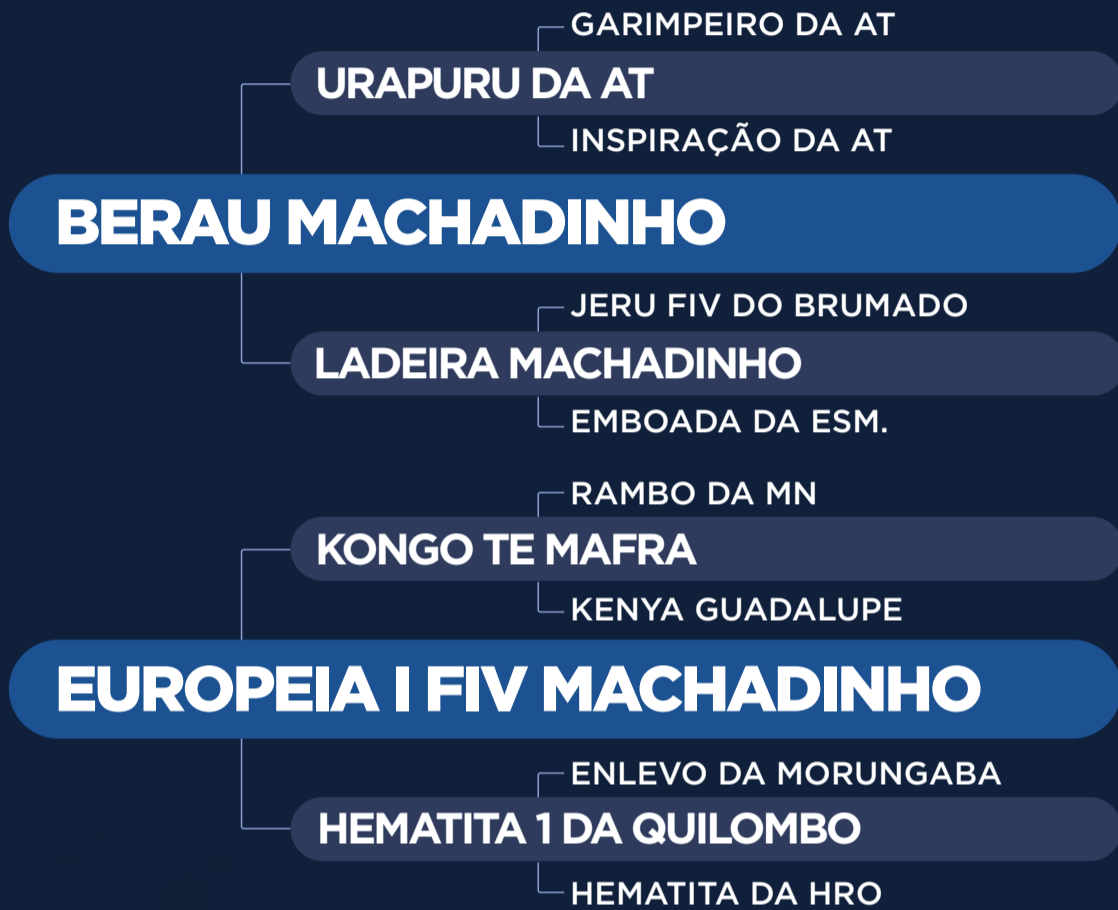 GARIMPEIRO DA AT
URAPURU DA AT
INSPIRAÇÃO DA AT
BERAU MACHADINHO
JERU FIV DO BRUMADO
LADEIRA MACHADINHO
EMBOADA DA ESM.
RAMBO DA MN
KONGO TE MAFRA
KENYA GUADALUPE
EUROPEIA I FIV MACHADINHO
ENLEVO DA MORUNGABA
HEMATITA 1 DA QUILOMBO
HEMATITA DA HRO